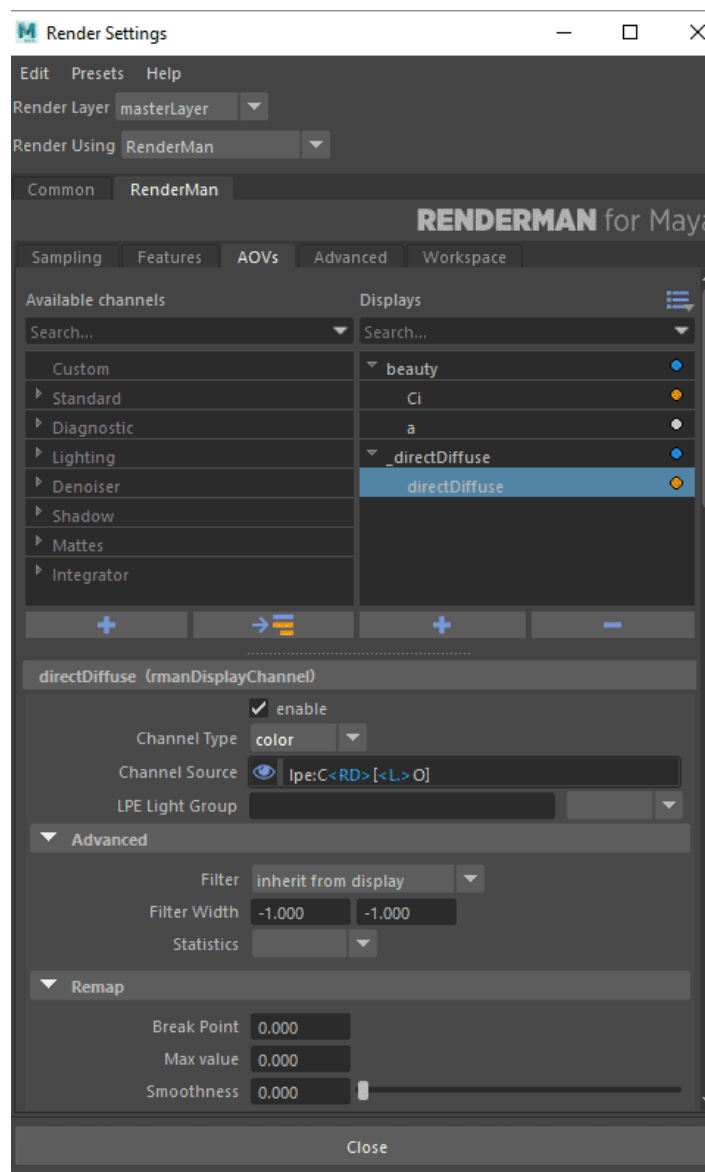 Render Settings
Edit Presets Help
Render Layer masterLayer
Render Using RenderMan
Common RenderMan
RENDERMAN for Maya
Sampling Features AOVs Advanced Workspace
Available channels Displays
Search... Search...
Custom beauty
Standard Ci
Diagnostic a
Lighting _directDiffuse
Denoiser directDiffuse
Shadow
Mattes
Integrator
directDiffuse (rmanDisplayChannel)
enable
Channel Type color
Channel Source lpe:C<RD>[<L.>O]
LPE Light Group
Advanced
Filter inherit from display
Filter Width -1.000 -1.000
Statistics
Remap
Break Point 0.000
Max value 0.000
Smoothness 0.000
Close